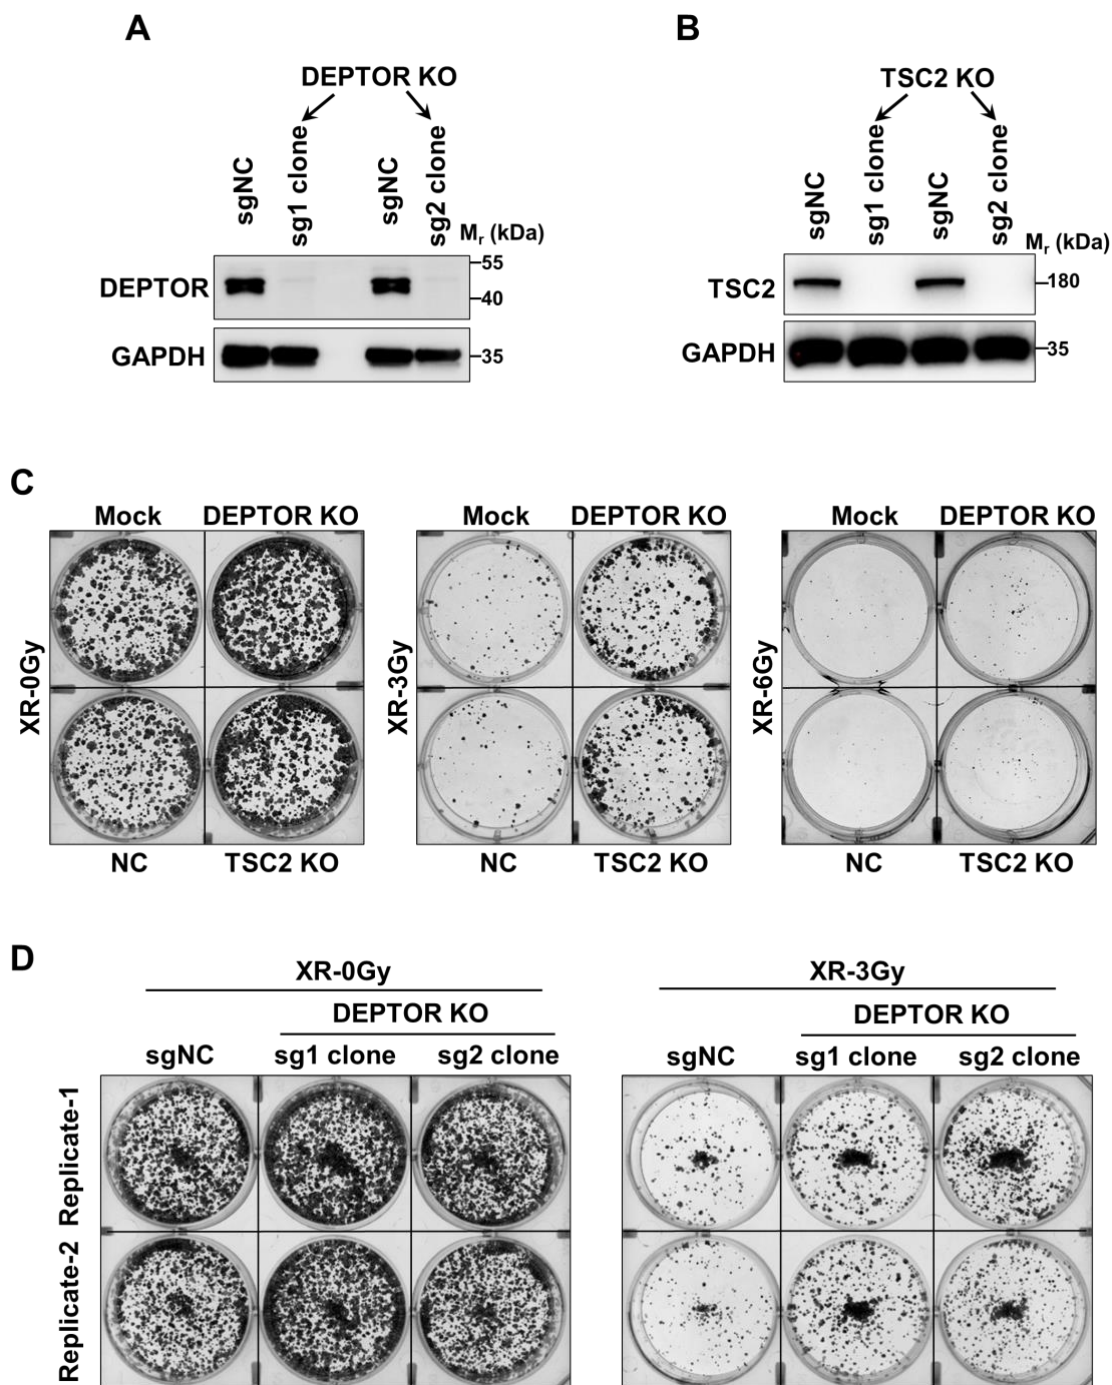 A
DEPTOR KO
sgNC
sg1 clone
sgNC
sg2 clone
Mr (kDa)
DEPTOR
55
40
GAPDH
35
B
TSC2 KO
sgNC
sg1 clone
sgNC
sg2 clone
Mr (kDa)
TSC2
180
GAPDH
35
C
Mock DEPTOR KO
XR-0Gy
NC TSC2 KO
Mock DEPTOR KO
XR-3Gy
NC TSC2 KO
Mock DEPTOR KO
XR-6Gy
NC TSC2 KO
D
XR-0Gy
DEPTOR KO
sgNC sg1 clone sg2 clone
XR-3Gy
DEPTOR KO
sgNC sg1 clone sg2 clone
Replicate-1
Replicate-2